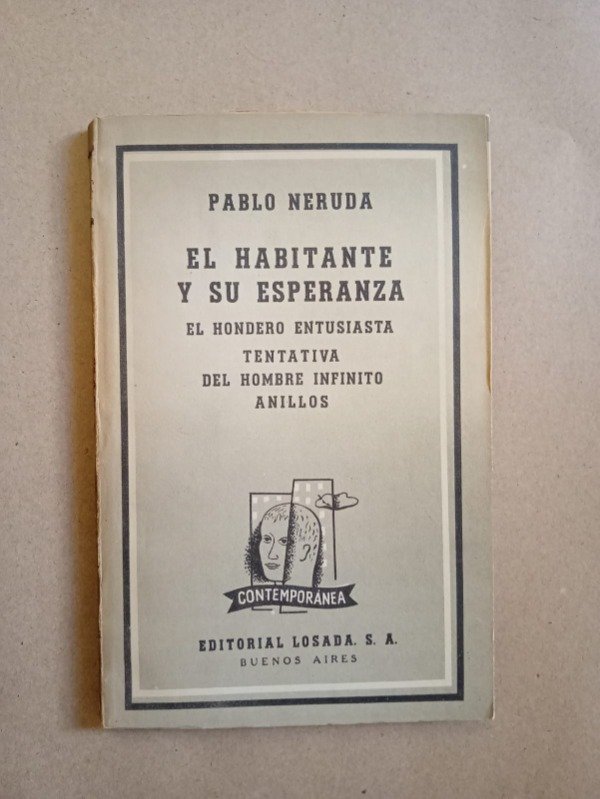 PABLO NERUDA
EL HABITANTE
Y SU ESPERANZA
EL HONDERO ENTUSIASTA
TENTATIVA
DEL HOMBRE INFINITO
ANILLOS
CONTEMPORÁNEA
EDITORIAL LOSADA. S. A.
BUENOS AIRES